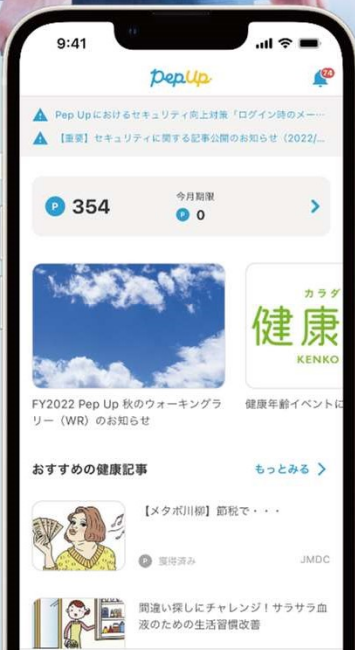 9:41
PepUp
74
Pep Upにおけるセキュリティ向上対策「ログイン時のメー…
【重要】セキュリティに関する記事公開のお知らせ（2022/...
P 354
今月期限
P 0
カラダ
健康
KENKO
FY2022 Pep Up 秋のウォーキングラ
リー（WR）のお知らせ
健康年齢イベントに
おすすめの健康記事
もっとみる
【メタボ川柳】節税で・・・
P 獲得済み
JMDC
間違い探しにチャレンジ！サラサラ血
液のための生活習慣改善